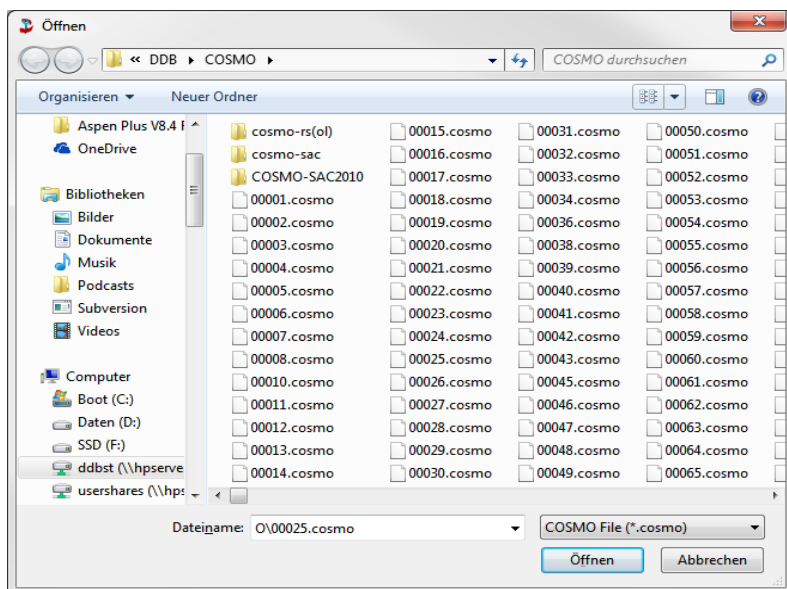 Öffnen
« DDB ▸ COSMO ▸
COSMO durchsuchen
Organisieren
Neuer Ordner
Aspen Plus V8.4 F
OneDrive
Bibliotheken
Bilder
Dokumente
Musik
Podcasts
Subversion
Videos
Computer
Boot (C:)
Daten (D:)
SSD (F:)
ddbst (\\hpserve
usershares (\\hps
cosmo-rs(ol)
cosmo-sac
COSMO-SAC2010
00001.cosmo
00002.cosmo
00003.cosmo
00004.cosmo
00005.cosmo
00006.cosmo
00007.cosmo
00008.cosmo
00010.cosmo
00011.cosmo
00012.cosmo
00013.cosmo
00014.cosmo
00015.cosmo
00016.cosmo
00017.cosmo
00018.cosmo
00019.cosmo
00020.cosmo
00021.cosmo
00022.cosmo
00023.cosmo
00024.cosmo
00025.cosmo
00026.cosmo
00027.cosmo
00028.cosmo
00029.cosmo
00030.cosmo
00031.cosmo
00032.cosmo
00033.cosmo
00034.cosmo
00036.cosmo
00038.cosmo
00039.cosmo
00040.cosmo
00041.cosmo
00042.cosmo
00043.cosmo
00045.cosmo
00046.cosmo
00047.cosmo
00048.cosmo
00049.cosmo
00050.cosmo
00051.cosmo
00052.cosmo
00053.cosmo
00054.cosmo
00055.cosmo
00056.cosmo
00057.cosmo
00058.cosmo
00059.cosmo
00060.cosmo
00061.cosmo
00062.cosmo
00063.cosmo
00064.cosmo
00065.cosmo
Dateiname: O\00025.cosmo
COSMO File (*.cosmo)
Öffnen
Abbrechen